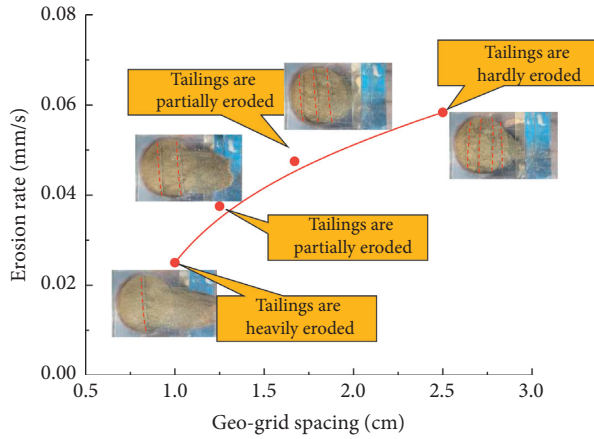 0.08
0.06
0.04
0.02
0.00
Erosion rate (mm/s)
Tailings are
partially eroded
Tailings are
hardly eroded
Tailings are
partially eroded
Tailings are
heavily eroded
0.5 1.0 1.5 2.0 2.5 3.0
Geo-grid spacing (cm)